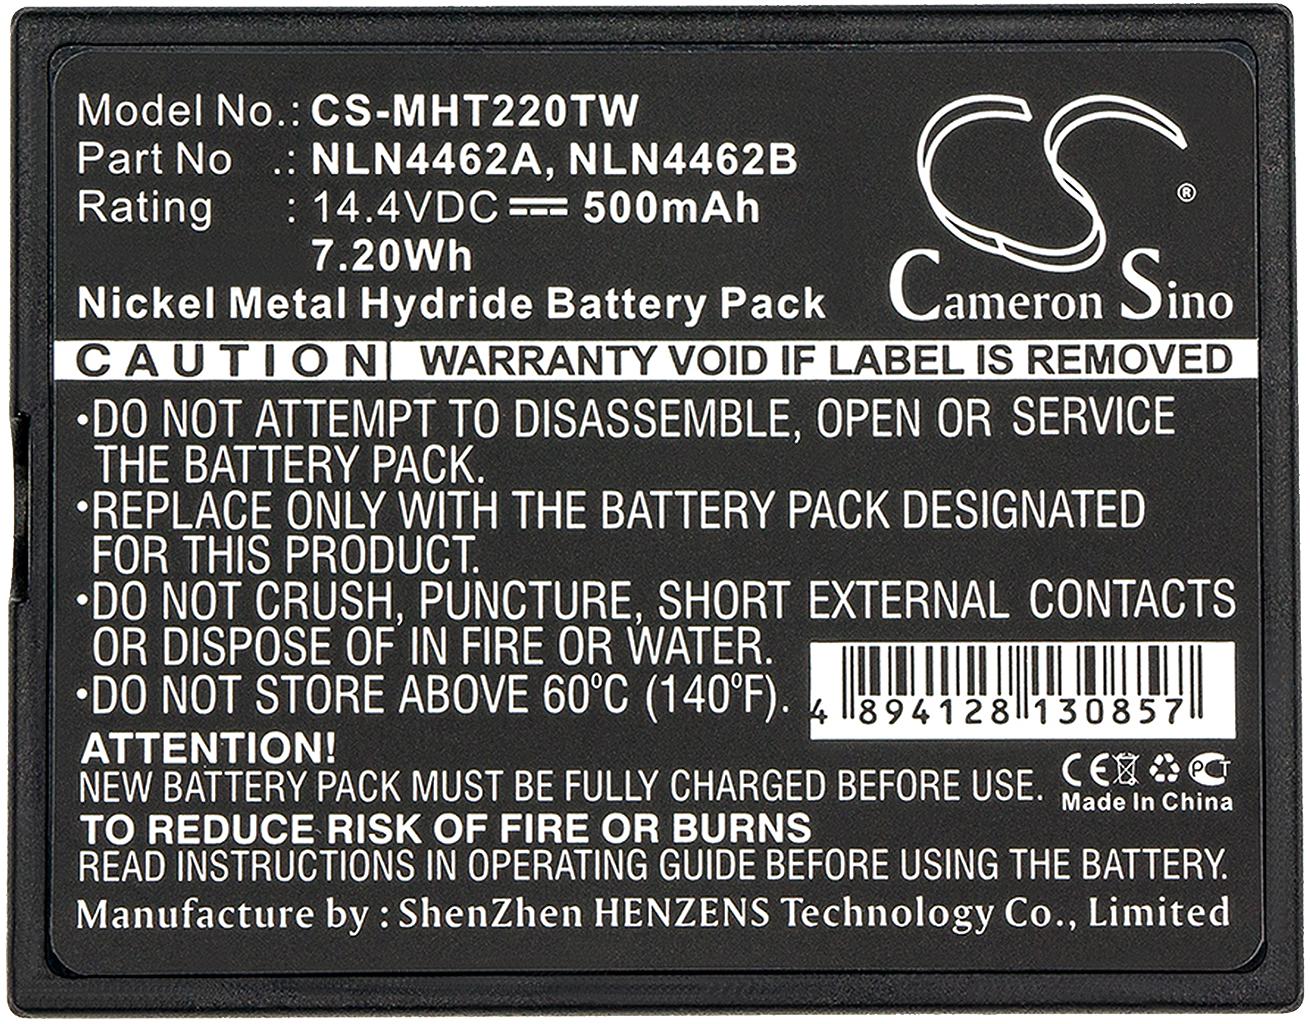 Model No.: CS-MHT220TW
Part No .: NLN4462A, NLN4462B
Rating : 14.4VDC 500mAh
7.20Wh
Nickel Metal Hydride Battery Pack
CS®
Cameron Sino
CAUTION WARRANTY VOID IF LABEL IS REMOVED
•DO NOT ATTEMPT TO DISASSEMBLE, OPEN OR SERVICE
THE BATTERY PACK.
•REPLACE ONLY WITH THE BATTERY PACK DESIGNATED
FOR THIS PRODUCT.
•DO NOT CRUSH, PUNCTURE, SHORT EXTERNAL CONTACTS
OR DISPOSE OF IN FIRE OR WATER.
•DO NOT STORE ABOVE 60°C (140°F).
4 894128 130857
ATTENTION!
NEW BATTERY PACK MUST BE FULLY CHARGED BEFORE USE.
CE PCT
Made In China
TO REDUCE RISK OF FIRE OR BURNS
READ INSTRUCTIONS IN OPERATING GUIDE BEFORE USING THE BATTERY.
Manufacture by : ShenZhen HENZENS Technology Co., Limited